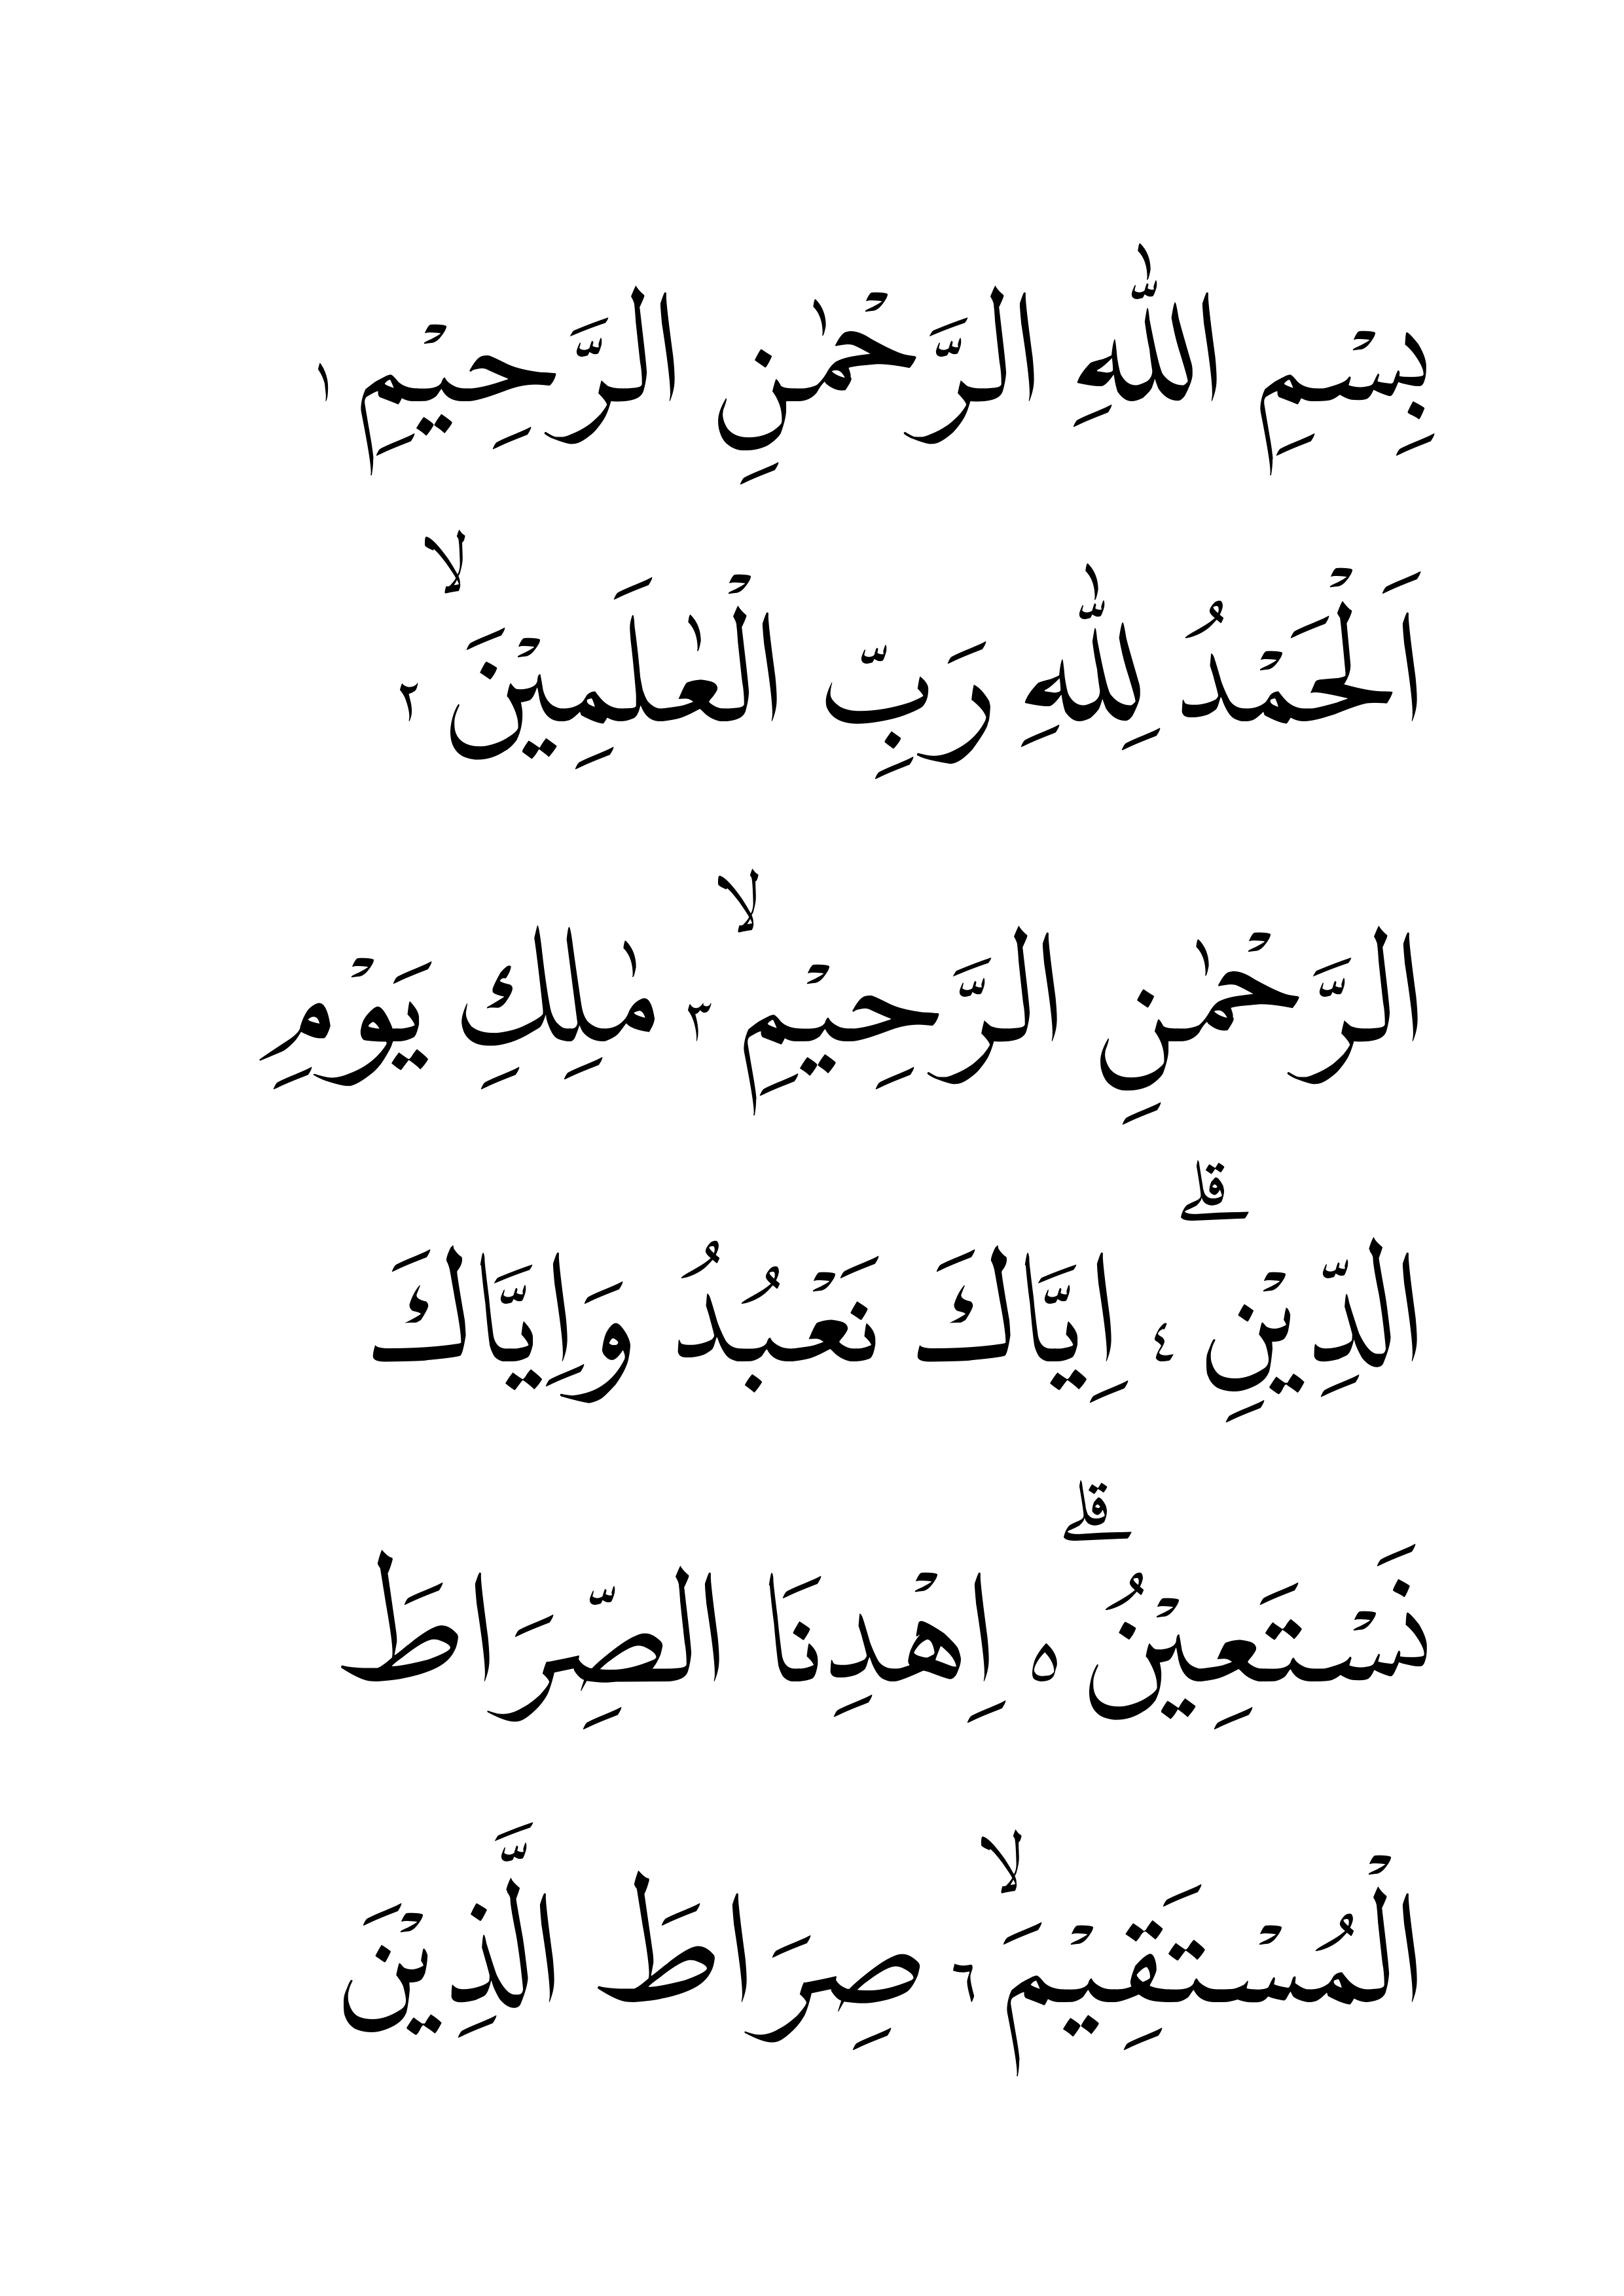 بِسْمِ اللّٰهِ الرَّحْمٰنِ الرَّحِيْمِ ١
اَلْحَمْدُ لِلّٰهِ رَبِّ الْعٰلَمِيْنَۙ ٢
الرَّحْمٰنِ الرَّحِيْمِۙ ٣ مٰلِكِ يَوْمِ
الدِّيْنِۗ ٤ اِيَّاكَ نَعْبُدُ وَاِيَّاكَ
نَسْتَعِيْنُۗ ٥ اِهْدِنَا الصِّرَاطَ
الْمُسْتَقِيْمَۙ ٦ صِرَاطَ الَّذِيْنَ